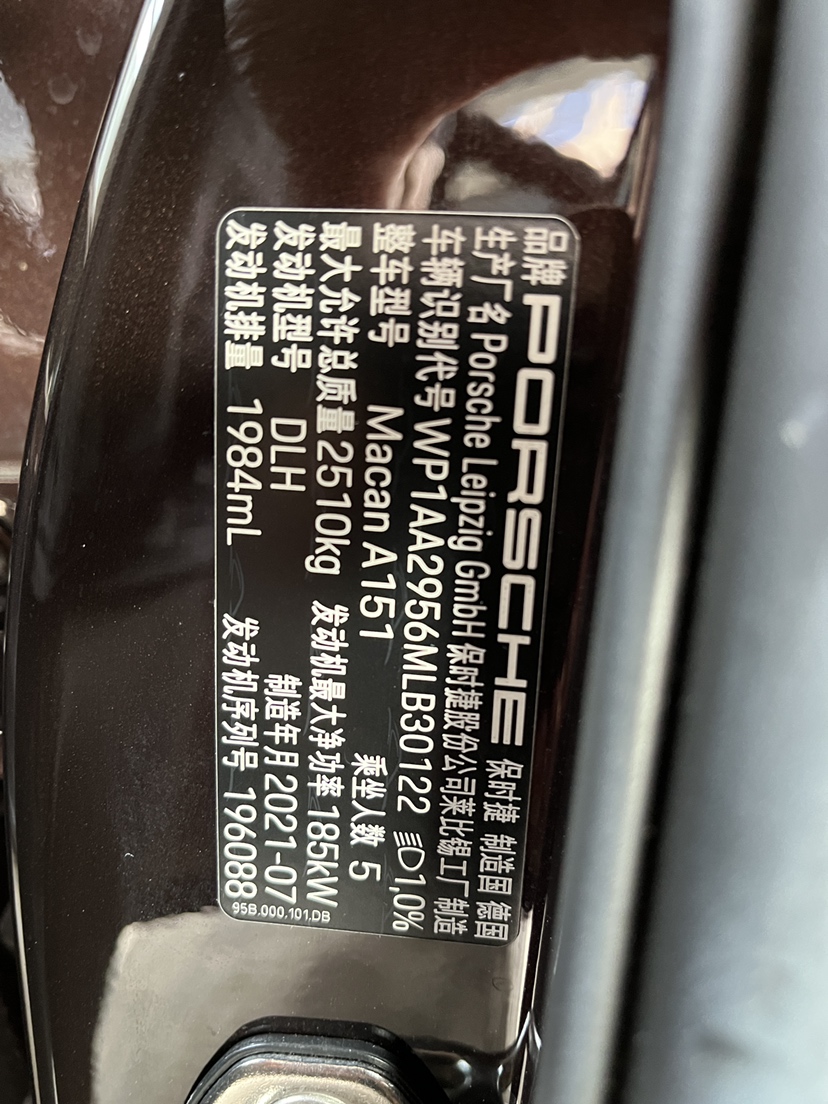 品牌 PORSCHE 保时捷 制造国 德国
生产厂名 Porsche Leipzig GmbH 保时捷股份公司莱比锡工厂制造
车辆识别代号 WP1AA2956MLB30122 1,0%
整车型号 Macan A151 乘坐人数 5
最大允许总质量 2510kg 发动机最大净功率 185kW
发动机型号 DLH 制造年月 2021-07
发动机排量 1984mL 发动机序列号 196088
95B.000.101.DB